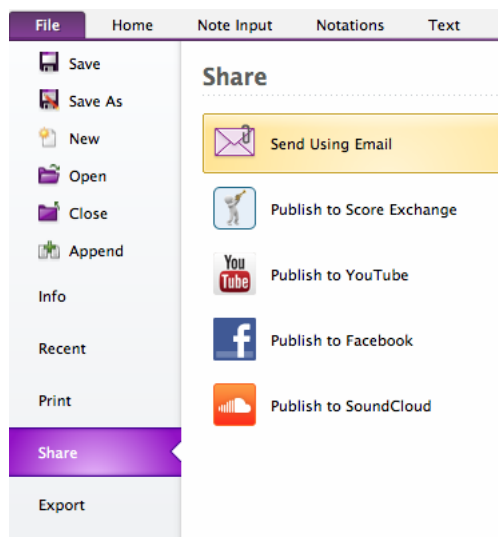 File Home Note Input Notations Text
Save
Save As
New
Open
Close
Append
Info
Recent
Print
Share
Export
Share
Send Using Email
Publish to Score Exchange
You
Tube
Publish to YouTube
f
Publish to Facebook
Publish to SoundCloud